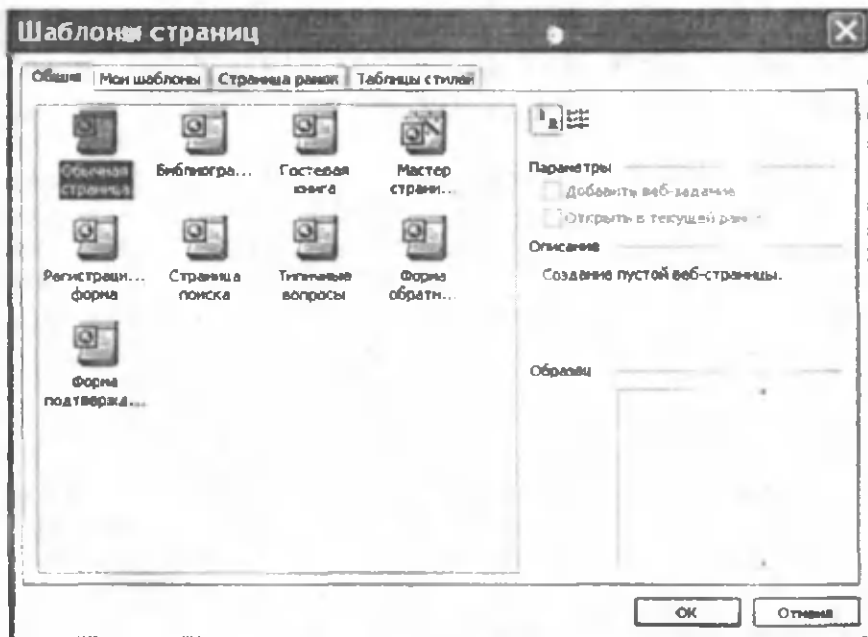 Шаблоны страниц
Общие Мои шаблоны Страница рамок Таблицы стилей
Обычная страница
Библиогра...
Гостевая книга
Мастер страни...
Регистраци... форма
Страница поиска
Типичные вопросы
Форма обратн...
Форма подтвержд...
Параметры
Добавить веб-задание
Открыть в текущей рамке
Описание
Создание пустой веб-страницы.
Образец
ОК Отмена